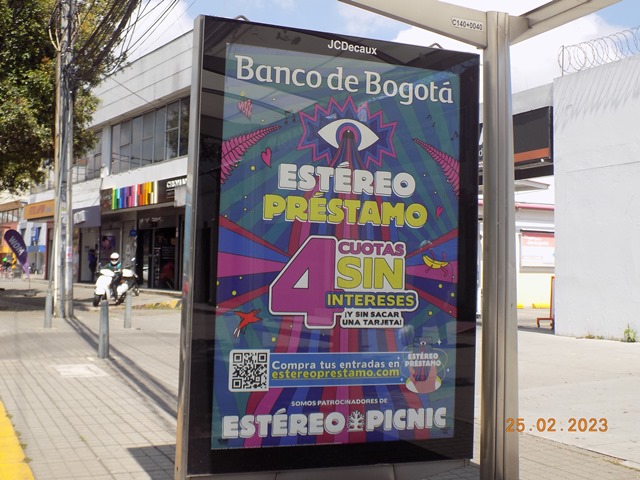 C140+0040
JCDecaux
Banco de Bogotá
ESTÉREO
PRÉSTAMO
4 CUOTAS
SIN
INTERESES
¡Y SIN SACAR
UNA TARJETA!
Compra tus entradas en
estereoprestamo.com
ESTÉREO
PRÉSTAMO
SOMOS PATROCINADORES DE
ESTÉREO PICNIC
25.02.2023